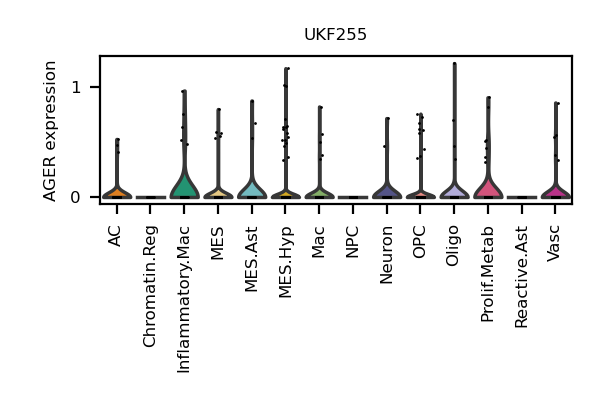 UKF255
AGER expression
1
0
AC
Chromatin.Reg
Inflammatory.Mac
MES
MES.Ast
MES.Hyp
Mac
NPC
Neuron
OPC
Oligo
Prolif.Metab
Reactive.Ast
Vasc